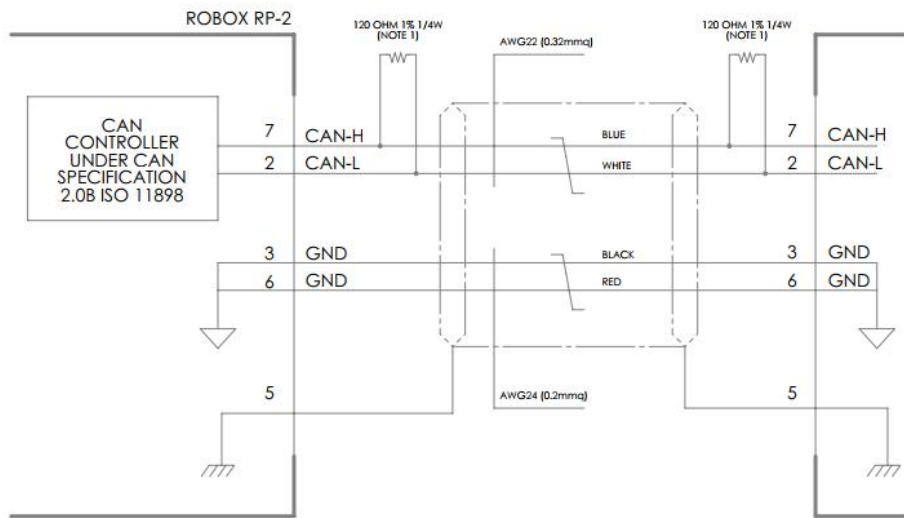 ROBOX RP-2
120 OHM 1% 1/4W
(NOTE 1)
AWG22 (0.32mmq)
120 OHM 1% 1/4W
(NOTE 1)
CAN
CONTROLLER
UNDER CAN
SPECIFICATION
2.0B ISO 11898
7 CAN-H
BLUE
7 CAN-H
2 CAN-L
WHITE
2 CAN-L
3 GND
BLACK
3 GND
6 GND
RED
6 GND
5
AWG24 (0.2mmq)
5